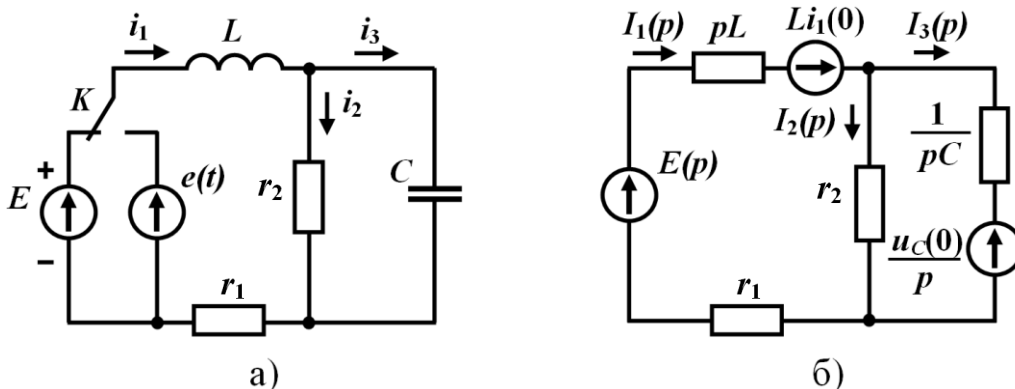 i₁ L i₃
K i₂
+
E e(t) r₂ C
−
r₁
а)
I₁(p) pL Li₁(0) I₃(p)
I₂(p) 1
pC
E(p) r₂
u_C(0)
p
r₁
б)